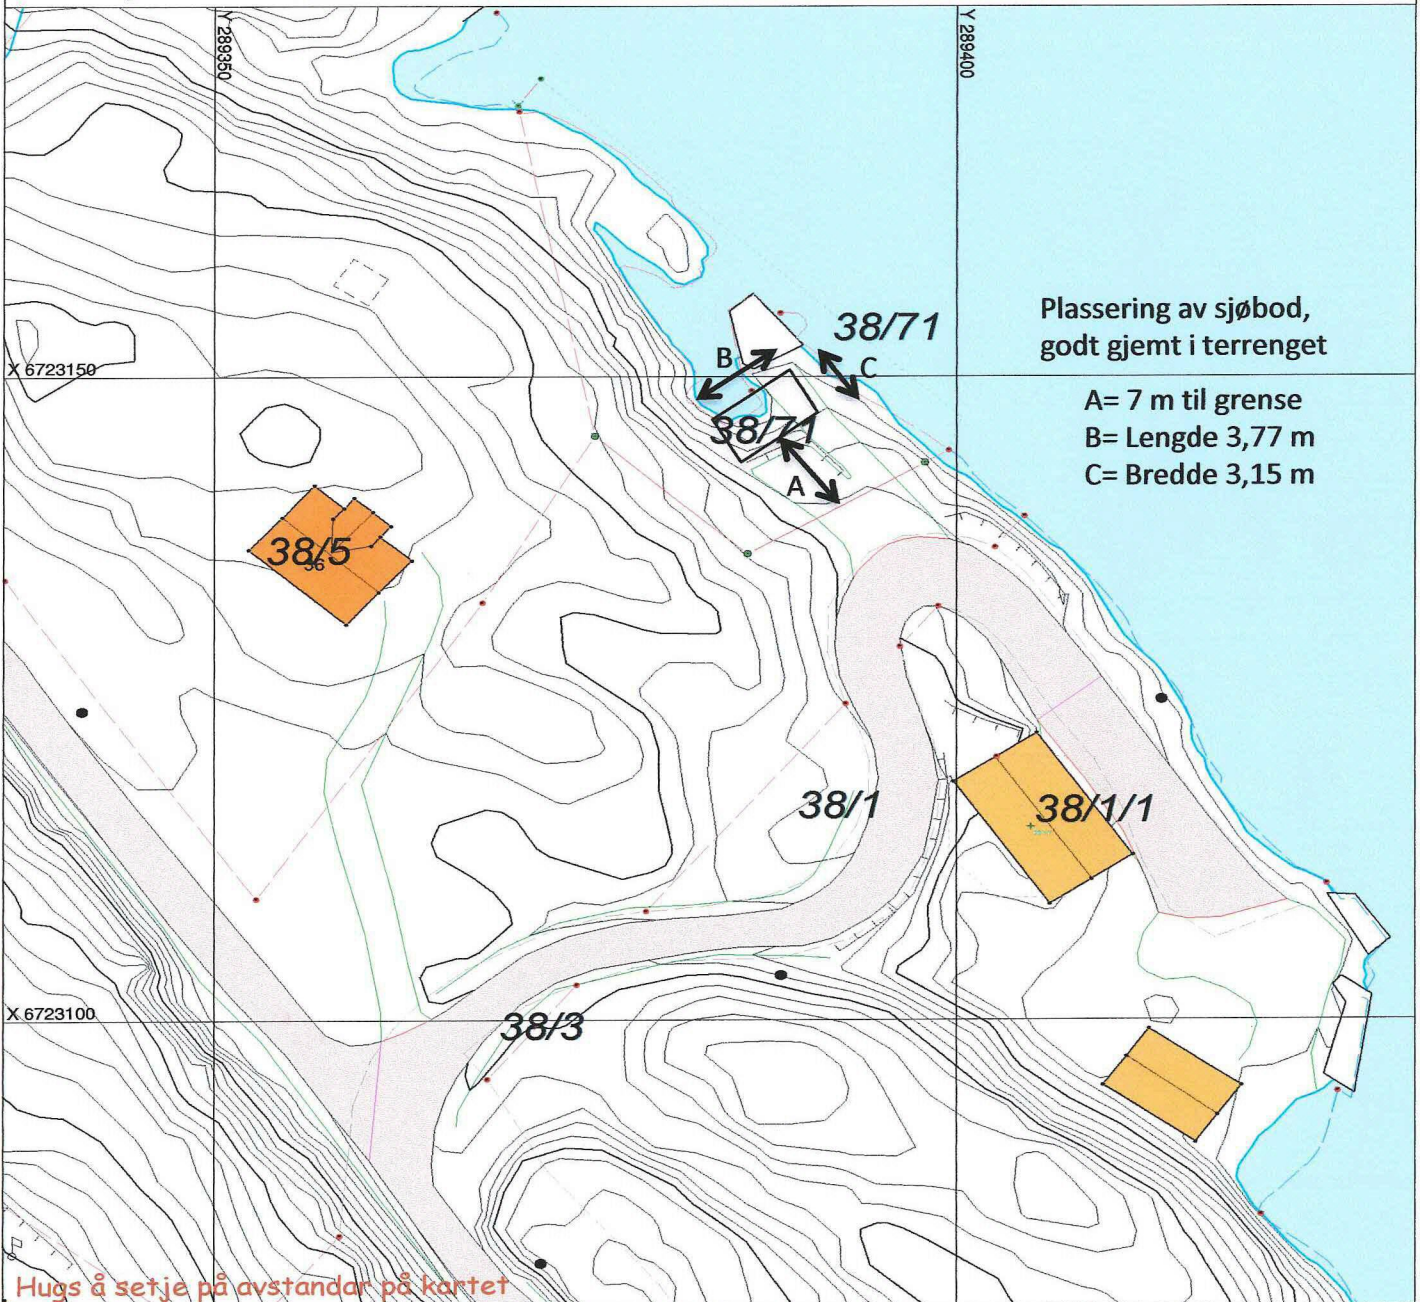 Y 289350
Y 289400
38/71
Plassering av sjøbod,
godt gjemt i terrenget
B
C
X 6723150
A= 7 m til grense
38/71
B= Lengde 3,77 m
C= Bredde 3,15 m
A
38/5
36
38/1
38/1/1
X 6723100
38/3
Hugs å setje på avstandar på kartet